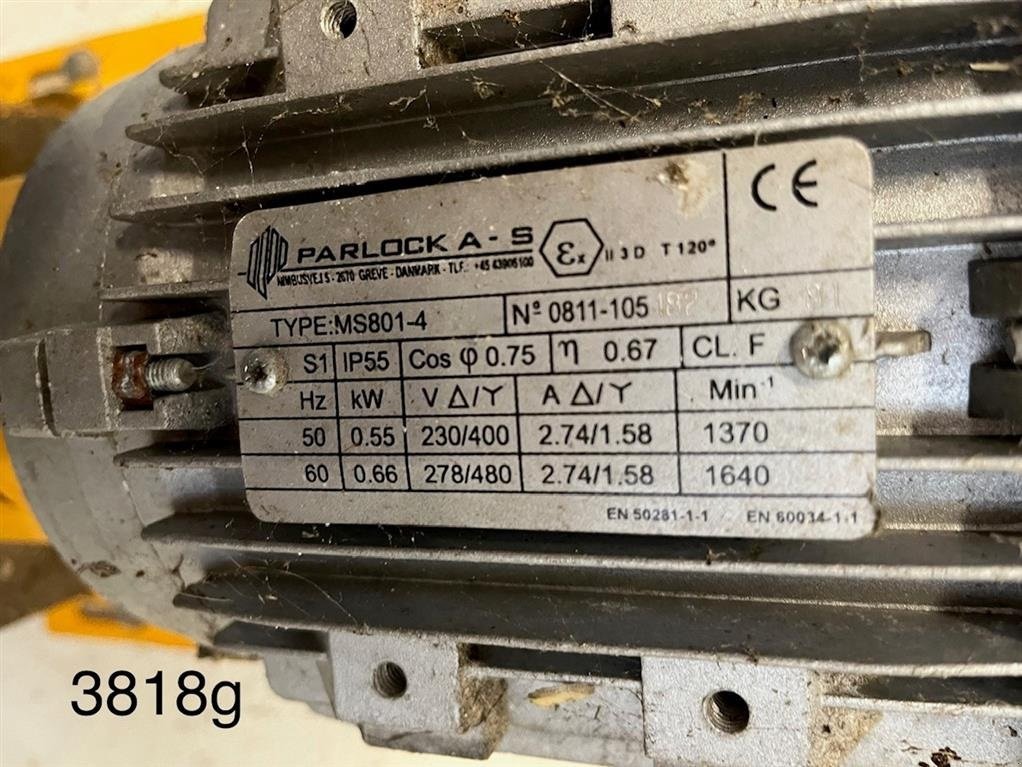 CE
PARLOCK A-S Ex II 3 D T 120°
NIMBUSVEJ 5 - 2670 GREVE - DANMARK - TLF.: +45 43906100
TYPE:MS801-4 Nº 0811-105 KG
S1 IP55 Cos φ 0.75 η 0.67 CL. F
Hz kW V Δ/Y A Δ/Y Min⁻¹
50 0.55 230/400 2.74/1.58 1370
60 0.66 278/480 2.74/1.58 1640
EN 50281-1-1 EN 60034-1-1
3818g